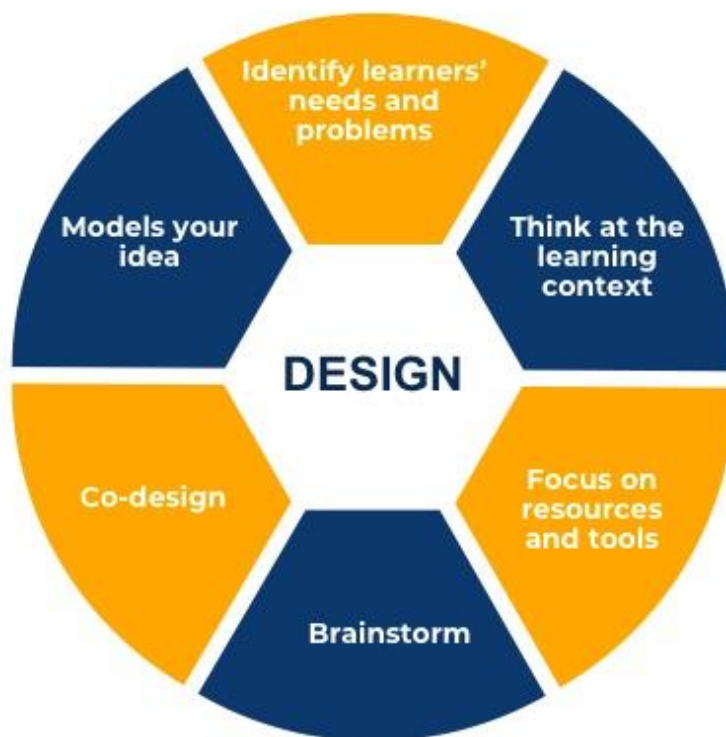 Identify learners’
needs and
problems
Think at the
learning
context
Focus on
resources
and tools
Brainstorm
Co-design
Models your
idea
DESIGN